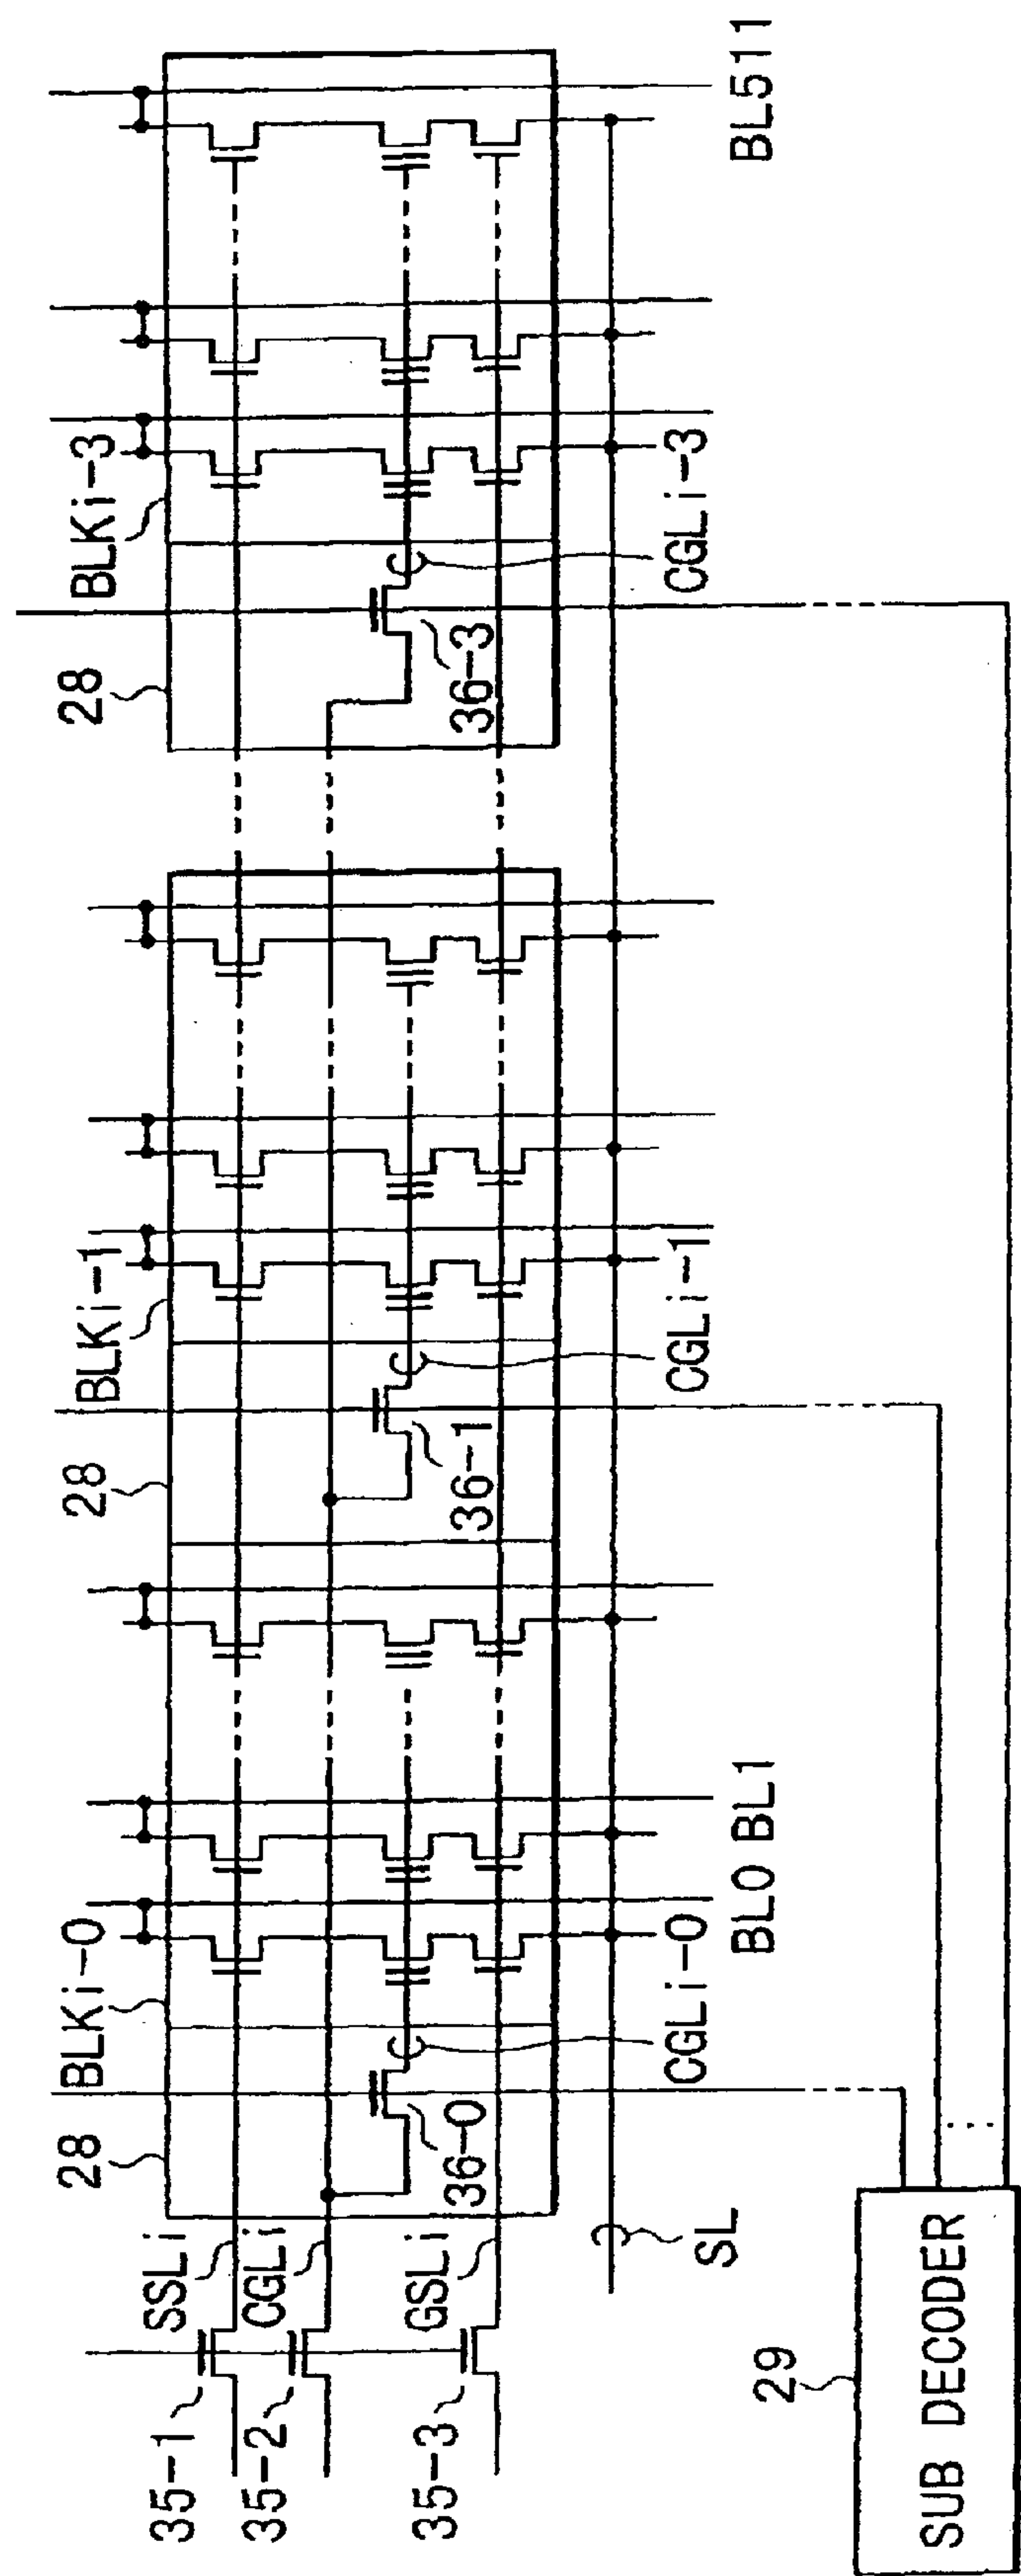 35-1
SSLi
35-2
CGLi
35-3
GSLi
28
BLKi-0
36-0
CGLi-0
BL0 BL1
28
BLKi-1
36-1
CGLi-1
28
BLKi-3
36-3
CGLi-3
BL511
SL
29
SUB DECODER